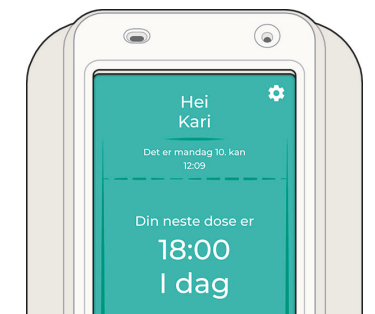 Hei
Kari
Det er mandag 10. kan
12:09
Din neste dose er
18:00
I dag